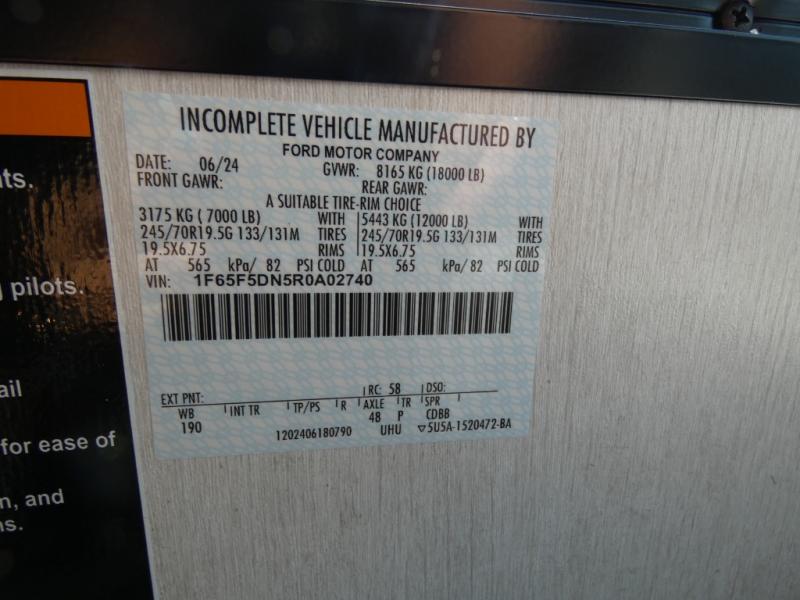 INCOMPLETE VEHICLE MANUFACTURED BY
FORD MOTOR COMPANY
DATE: 06/24 GVWR: 8165 KG (18000 LB)
FRONT GAWR: REAR GAWR:
A SUITABLE TIRE-RIM CHOICE
3175 KG ( 7000 LB) WITH 5443 KG (12000 LB) WITH
245/70R19.5G 133/131M TIRES 245/70R19.5G 133/131M TIRES
19.5X6.75 RIMS 19.5X6.75 RIMS
AT 565 kPa/ 82 PSI COLD AT 565 kPa/ 82 PSI COLD
VIN: 1F65F5DN5R0A02740
EXT PNT: RC: 58 DSO:
WB INT TR TP/PS R AXLE TR SPR
190 48 P CDBB
1202406180790 UHU ▽5U5A-1520472-BA
ts.
pilots.
ail
for ease of
n, and
ns.